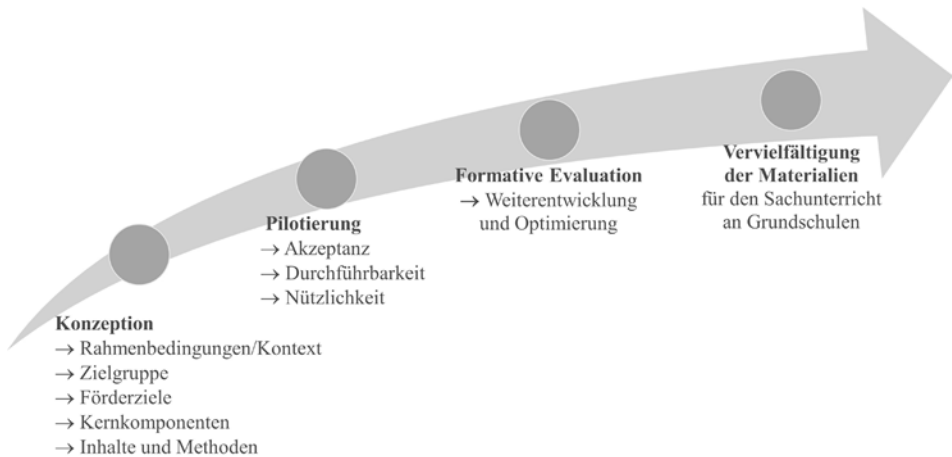 Konzeption
→ Rahmenbedingungen/Kontext
→ Zielgruppe
→ Förderziele
→ Kernkomponenten
→ Inhalte und Methoden
Pilotierung
→ Akzeptanz
→ Durchführbarkeit
→ Nützlichkeit
Formative Evaluation
→ Weiterentwicklung
und Optimierung
Vervielfältigung
der Materialien
für den Sachunterricht
an Grundschulen